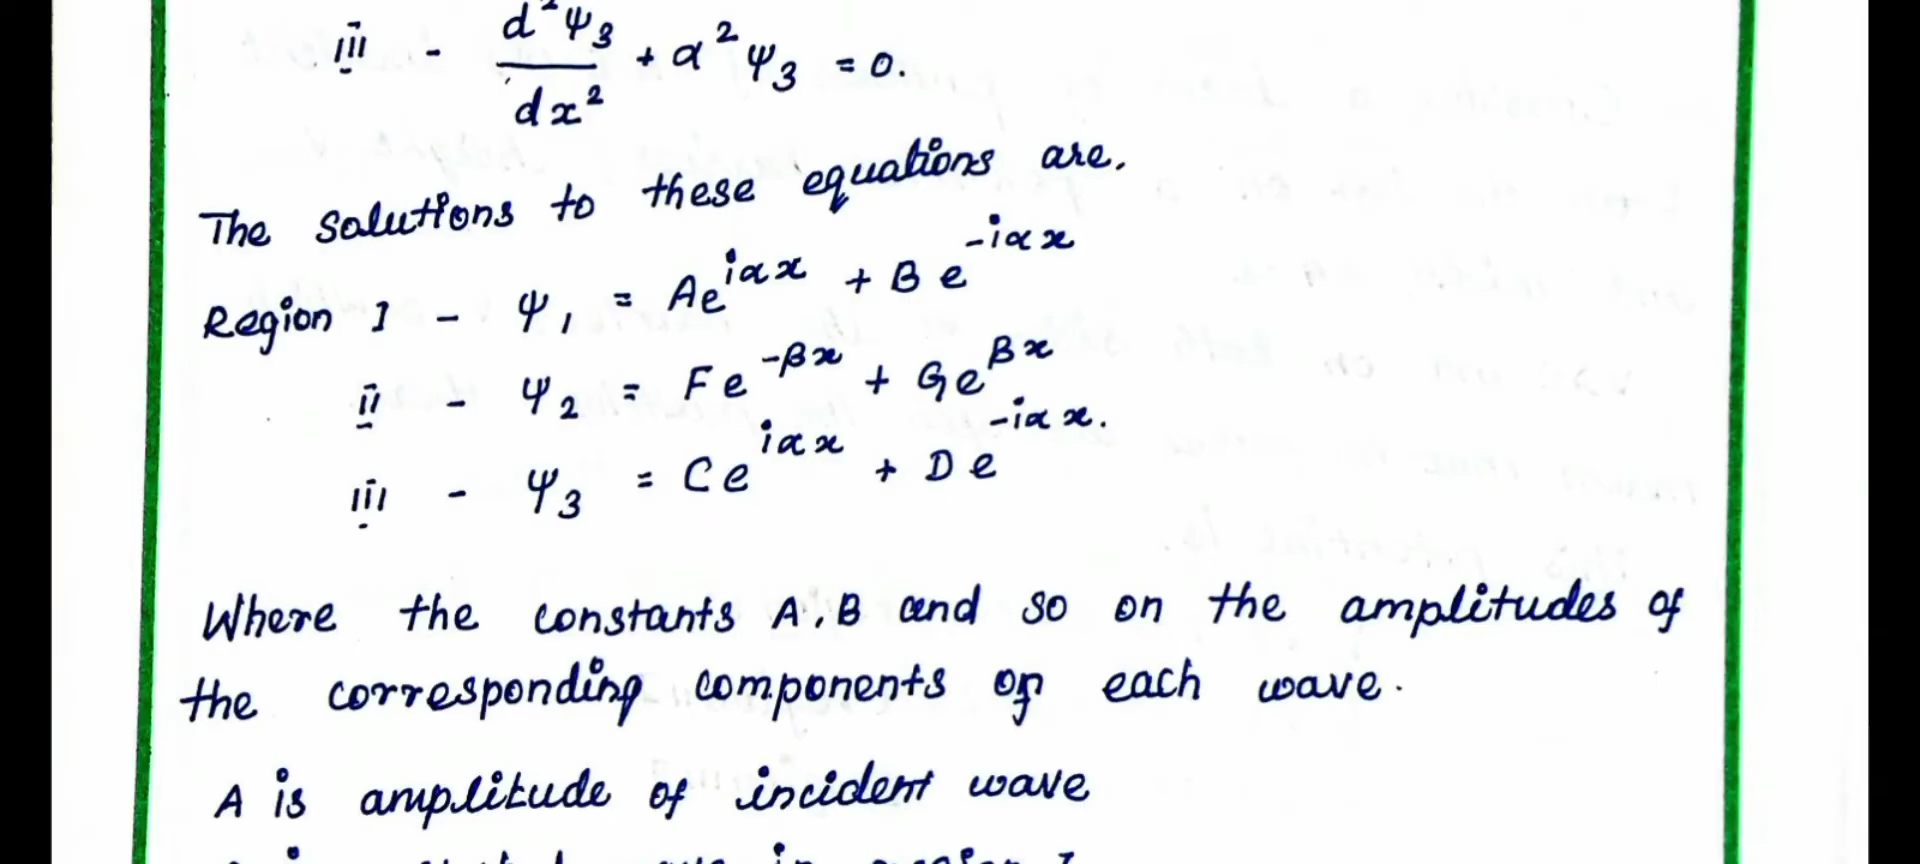 III - d²ψ₃/dx² + α²ψ₃ = 0.
The solutions to these equations are.
Region I - ψ₁ = Ae^iαx + Be^-iαx
II - ψ₂ = Fe^-βx + Ge^βx
III - ψ₃ = Ce^iαx + De^-iαx.
Where the constants A, B and so on the amplitudes of
the corresponding components of each wave.
A is amplitude of incident wave